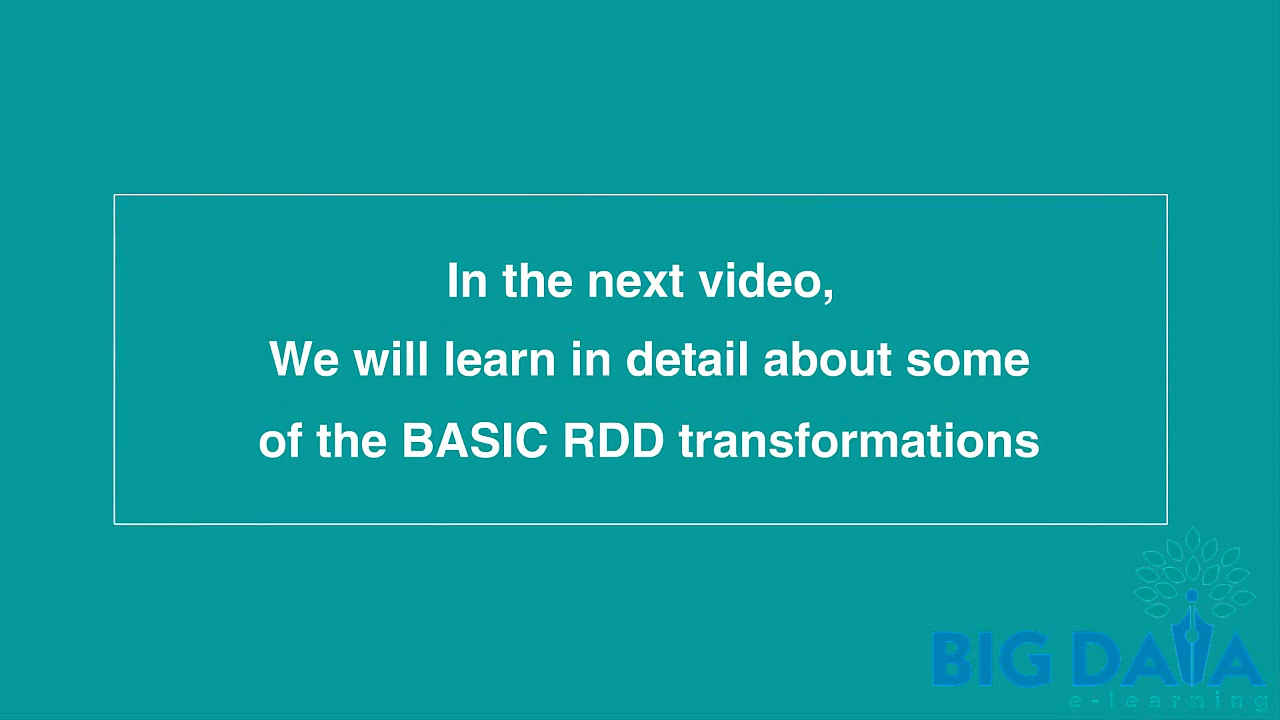 In the next video,
We will learn in detail about some
of the BASIC RDD transformations
BIG DATA
e-learning